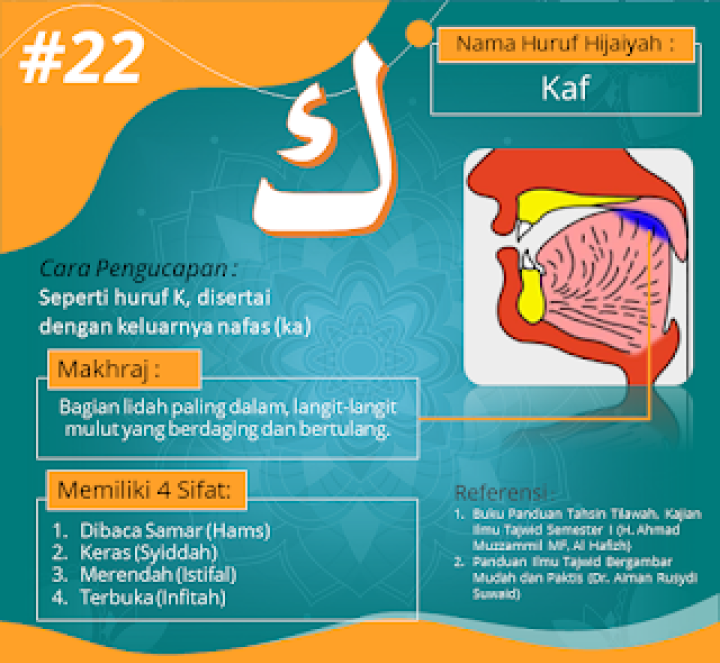 #22
ك
Nama Huruf Hijaiyah :
Kaf
Cara Pengucapan :
Seperti huruf K, disertai
dengan keluarnya nafas (ka)
Makhraj :
Bagian lidah paling dalam, langit-langit
mulut yang berdaging dan bertulang.
Memiliki 4 Sifat:
1. Dibaca Samar (Hams)
2. Keras (Syiddah)
3. Merendah (Istifal)
4. Terbuka (Infitah)
Referensi :
1. Buku Panduan Tahsin Tilawah, Kajian
Ilmu Tajwid Semester I (H. Ahmad
Muzzammil MF, Al Hafizh)
2. Panduan Ilmu Tajwid Bergambar
Mudah dan Paktis (Dr. Aiman Rusydi
Suwaid)